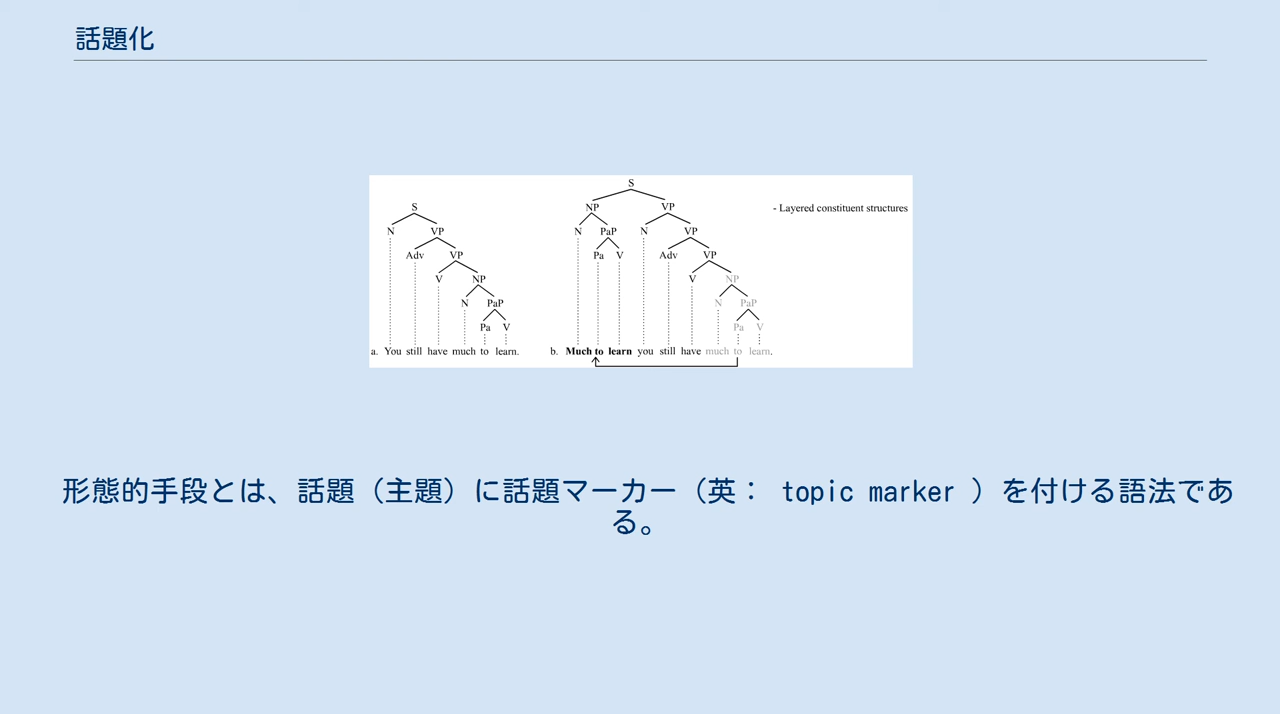 話題化
S
S
NP VP - Layered constituent structures
N VP N PaP N VP
Adv VP Pa V Adv VP
V NP V NP
N PaP N PaP
Pa V Pa V
a. You still have much to learn. b. Much to learn you still have much to learn.
形態的手段とは、話題（主題）に話題マーカー（英： topic marker ）を付ける語法であ
る。